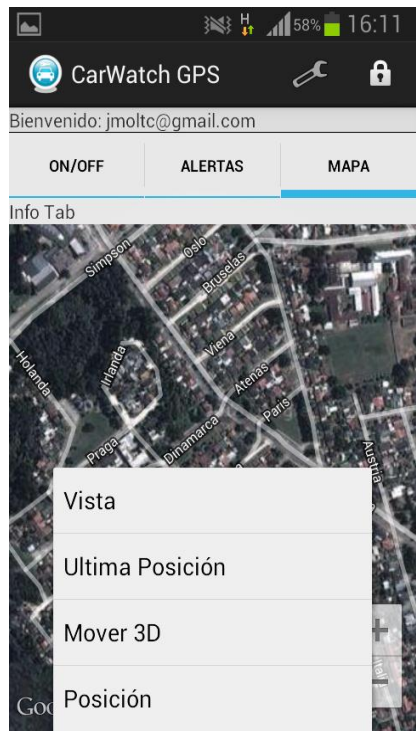 H 58% 16:11
CarWatch GPS
Bienvenido: jmoltc@gmail.com
ON/OFF ALERTAS MAPA
Info Tab
Simpson
Oslo
Bruselas
Viena
Holanda
Irlanda
Atenas
Paris
Praga
Dinamarca
Austria
Vista
Ultima Posición
Mover 3D
+
Posición
Goo